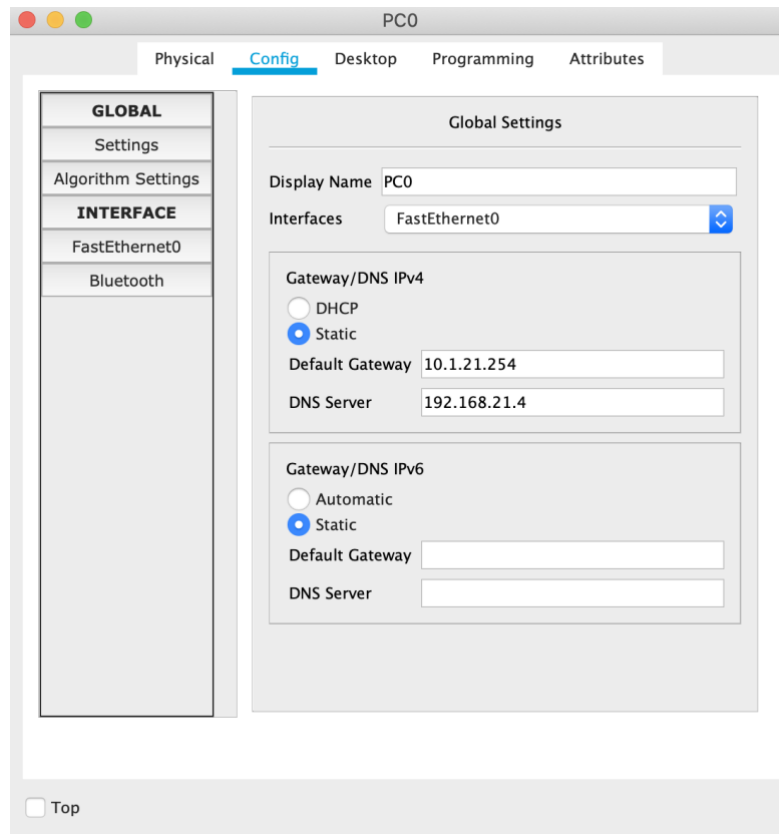 PC0
Physical Config Desktop Programming Attributes
GLOBAL
Settings
Algorithm Settings
INTERFACE
FastEthernet0
Bluetooth
Global Settings
Display Name PC0
Interfaces FastEthernet0
Gateway/DNS IPv4
DHCP
Static
Default Gateway 10.1.21.254
DNS Server 192.168.21.4
Gateway/DNS IPv6
Automatic
Static
Default Gateway
DNS Server
Top